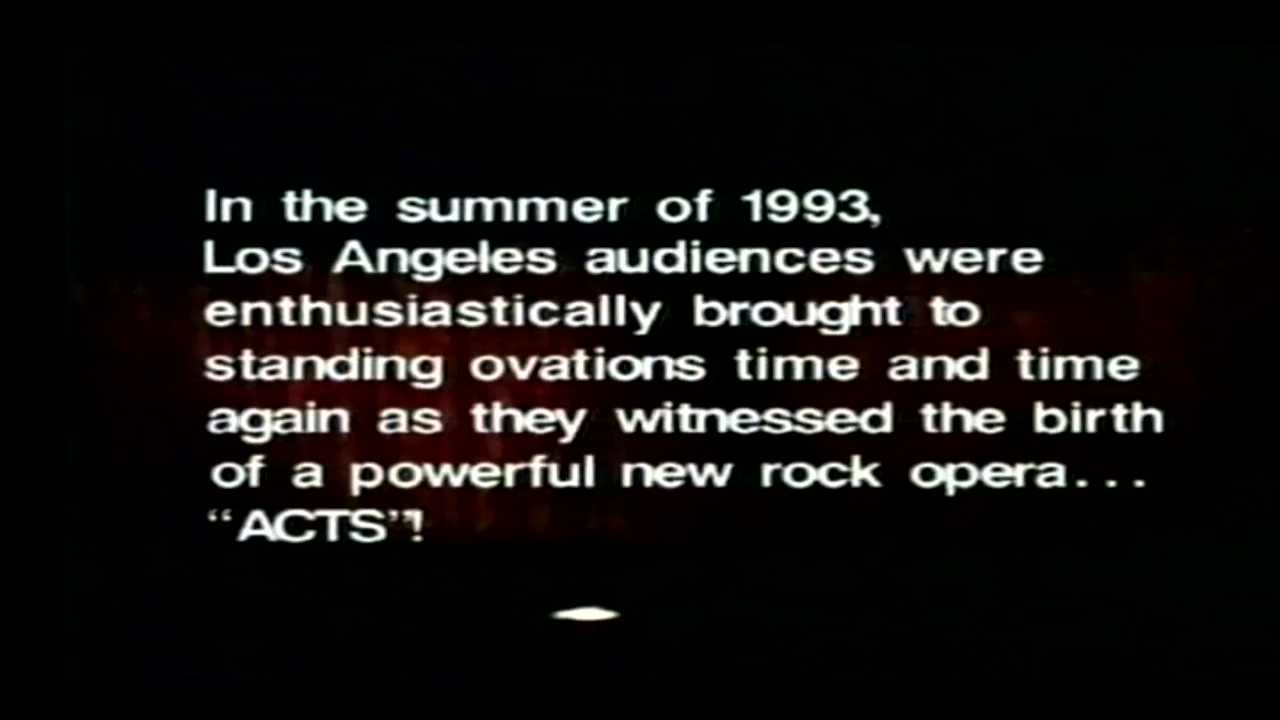 In the summer of 1993,
Los Angeles audiences were
enthusiastically brought to
standing ovations time and time
again as they witnessed the birth
of a powerful new rock opera...
“ACTS”!